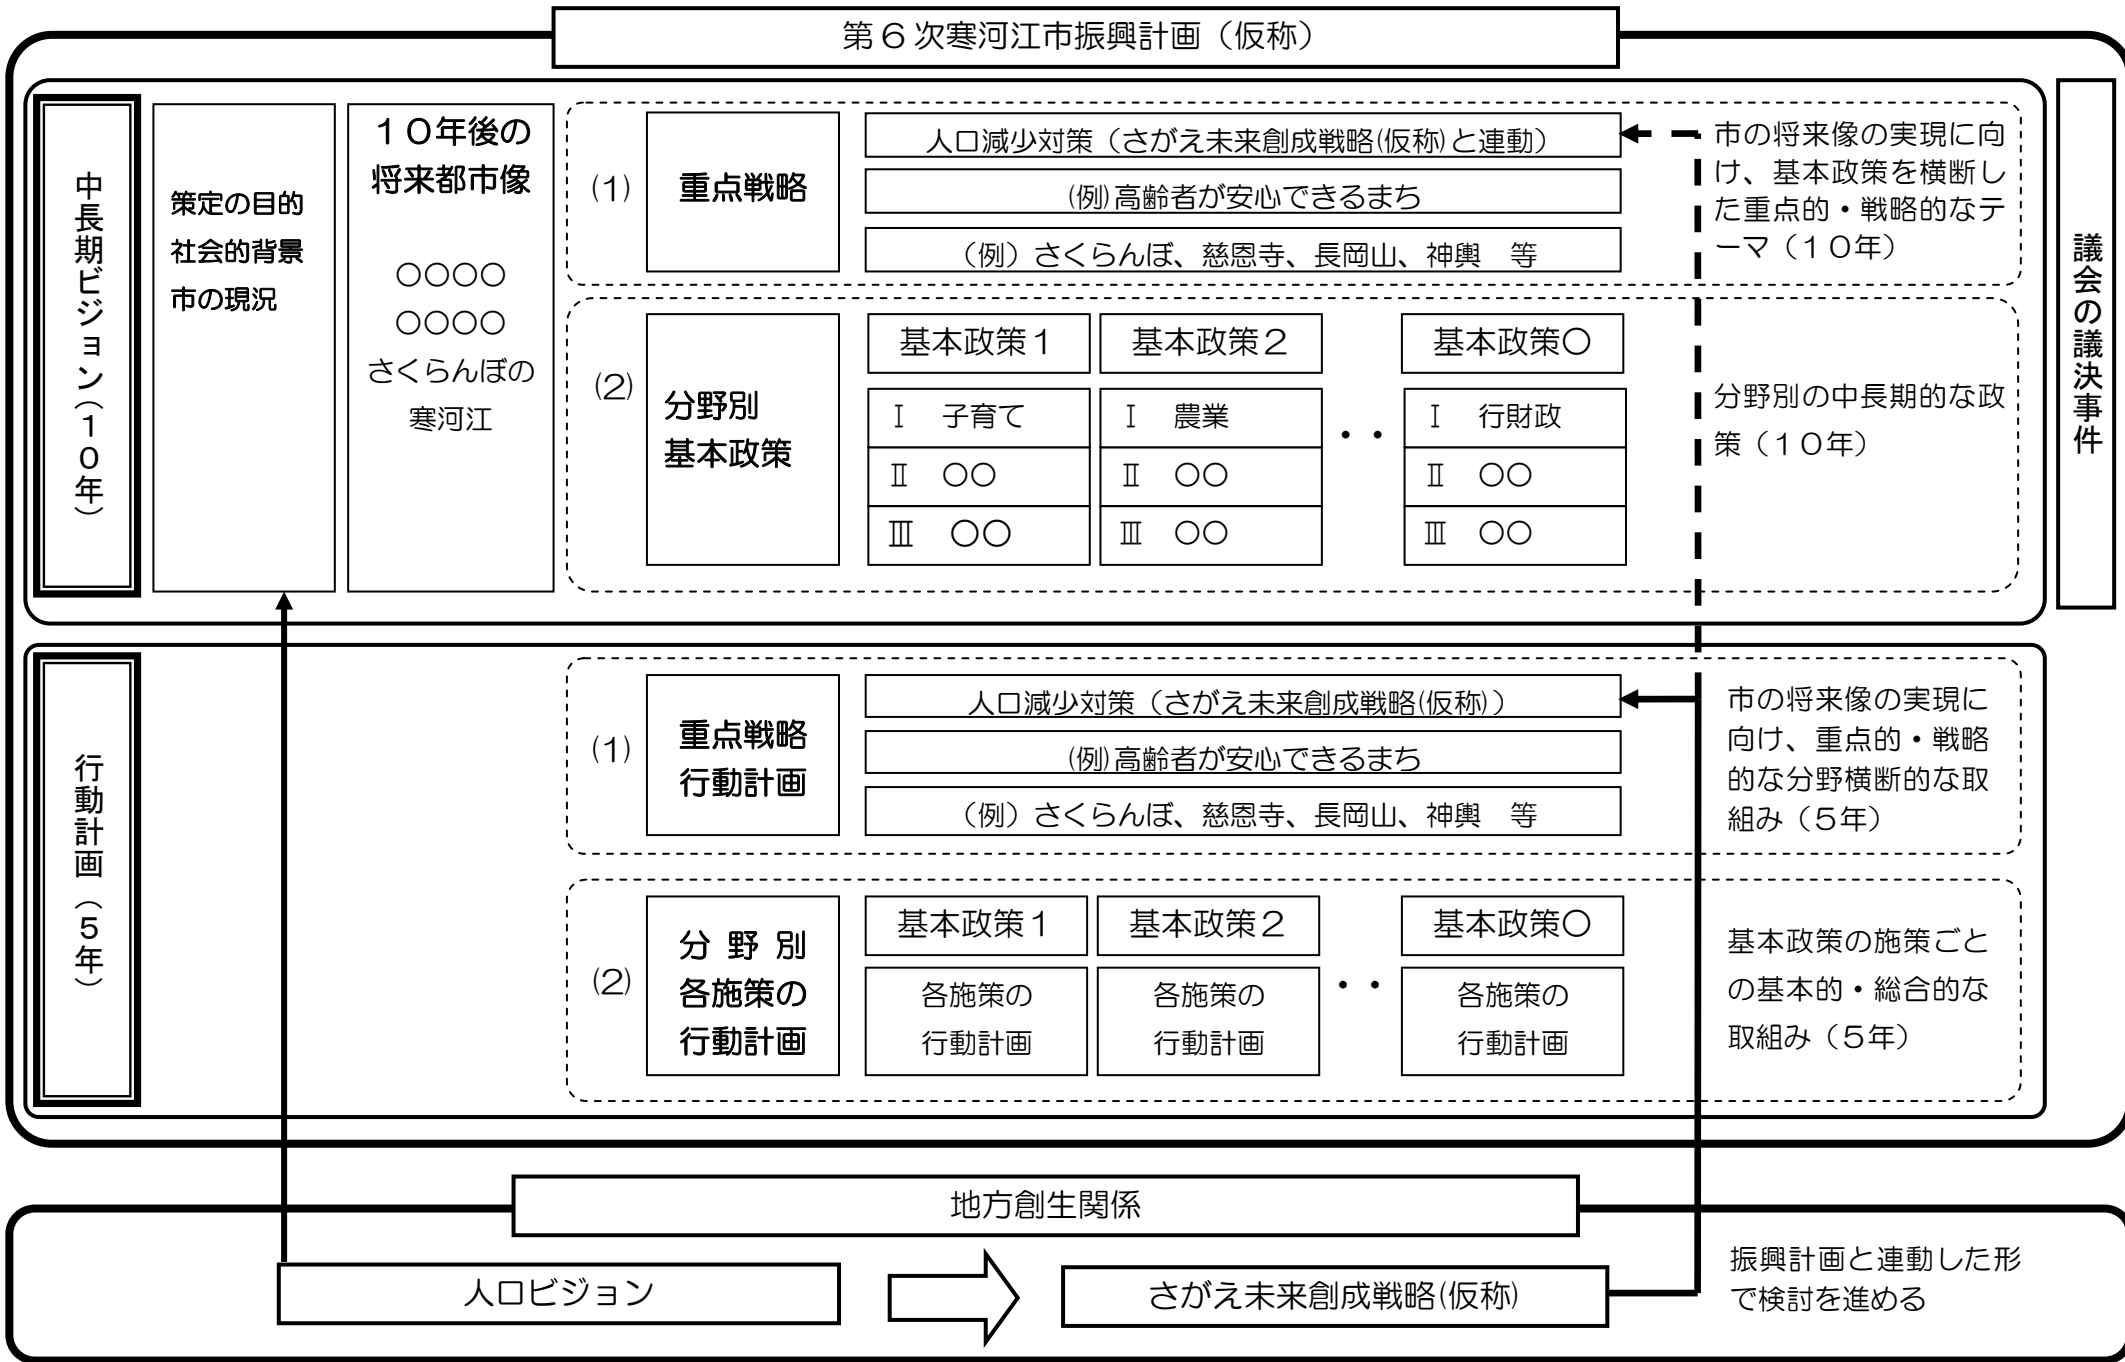 第6次寒河江市振興計画（仮称）
中長期ビジョン（１０年）
策定の目的
社会的背景
市の現況
１０年後の
将来都市像
○○○○
○○○○
さくらんぼの
寒河江
(1)
重点戦略
人口減少対策（さがえ未来創成戦略(仮称)と連動）
(例)高齢者が安心できるまち
（例）さくらんぼ、慈恩寺、長岡山、神輿　等
市の将来像の実現に向
け、基本政策を横断し
た重点的・戦略的なテ
ーマ（１０年）
(2)
分野別
基本政策
基本政策１
Ⅰ　子育て
Ⅱ　○○
Ⅲ　○○
基本政策２
Ⅰ　農業
Ⅱ　○○
Ⅲ　○○
・・
基本政策○
Ⅰ　行財政
Ⅱ　○○
Ⅲ　○○
分野別の中長期的な政
策（１０年）
議会の議決事件
行動計画（５年）
(1)
重点戦略
行動計画
人口減少対策（さがえ未来創成戦略(仮称)）
(例)高齢者が安心できるまち
（例）さくらんぼ、慈恩寺、長岡山、神輿　等
市の将来像の実現に
向け、重点的・戦略
的な分野横断的な取
組み（５年）
(2)
分 野 別
各施策の
行動計画
基本政策１
各施策の
行動計画
基本政策２
各施策の
行動計画
・・
基本政策○
各施策の
行動計画
基本政策の施策ごと
の基本的・総合的な
取組み（５年）
地方創生関係
人口ビジョン
さがえ未来創成戦略(仮称)
振興計画と連動した形
で検討を進める